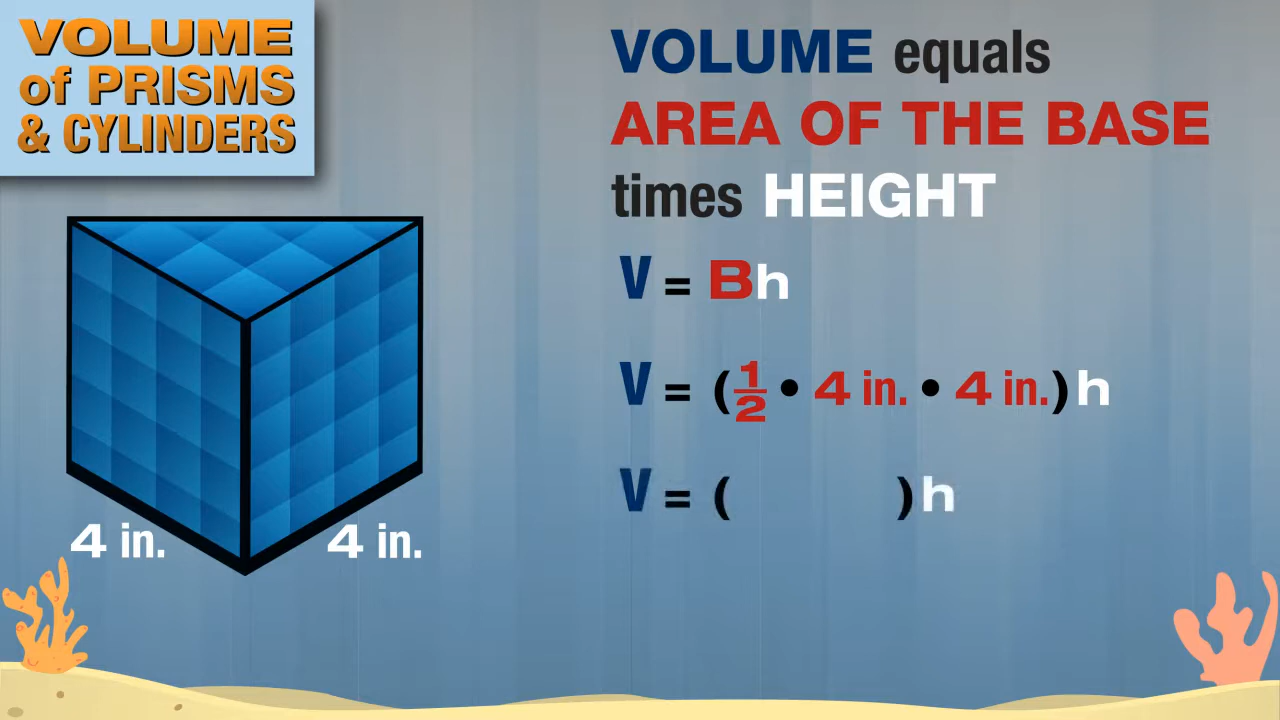 VOLUME
of PRISMS
& CYLINDERS
VOLUME equals
AREA OF THE BASE
times HEIGHT
V = Bh
V = (1/2 • 4 in. • 4 in.)h
V = ( )h
4 in. 4 in.